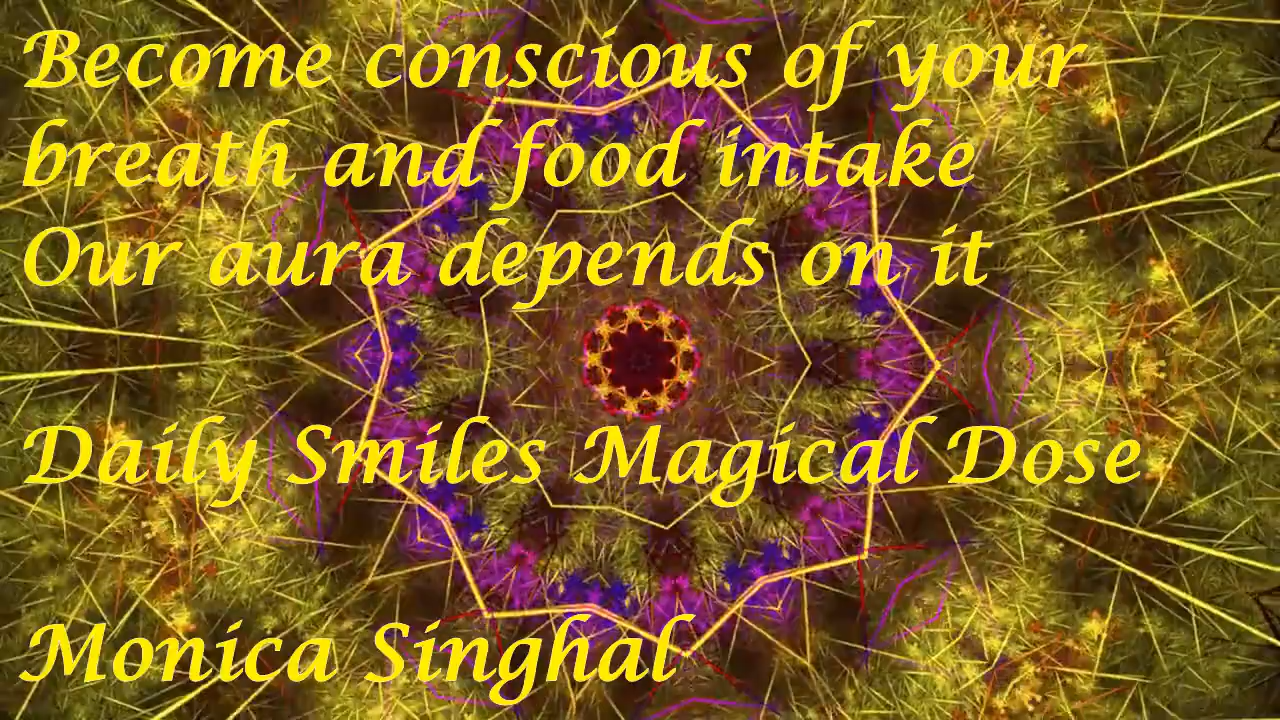 Become conscious of your
breath and food intake
Our aura depends on it
Daily Smiles Magical Dose
Monica Singhal